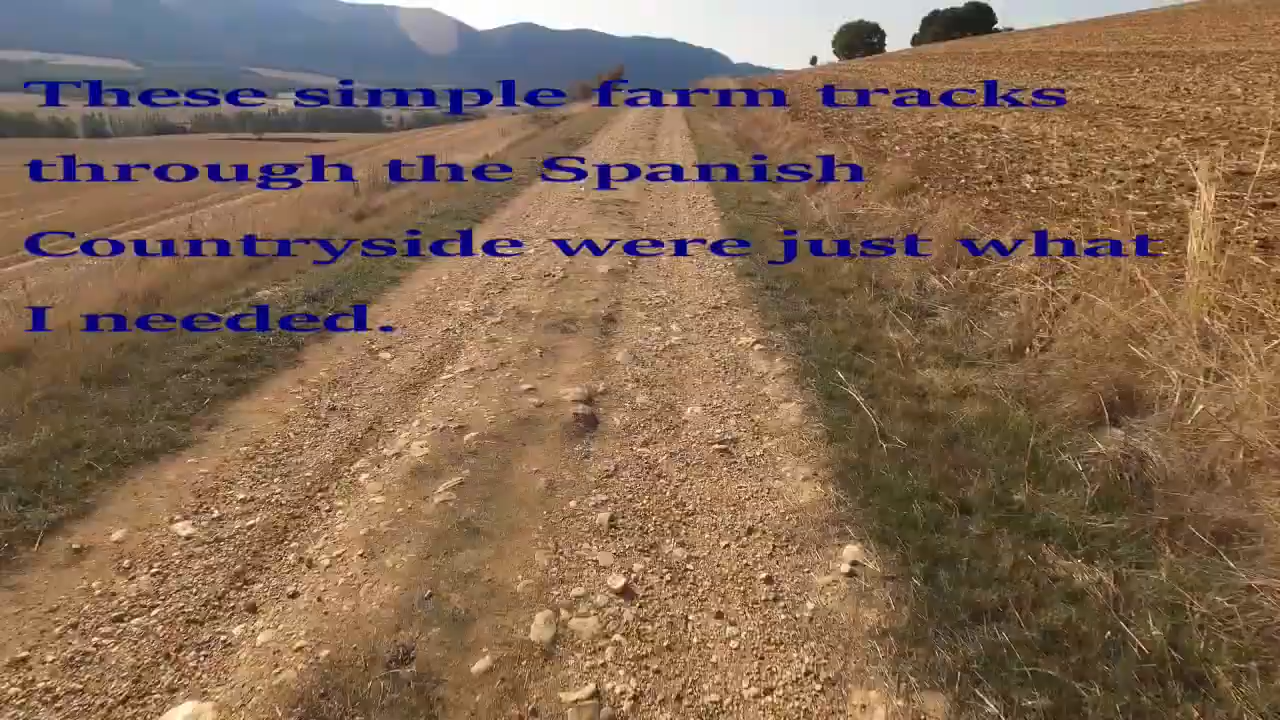 These simple farm tracks
through the Spanish
Countryside were just what
I needed.